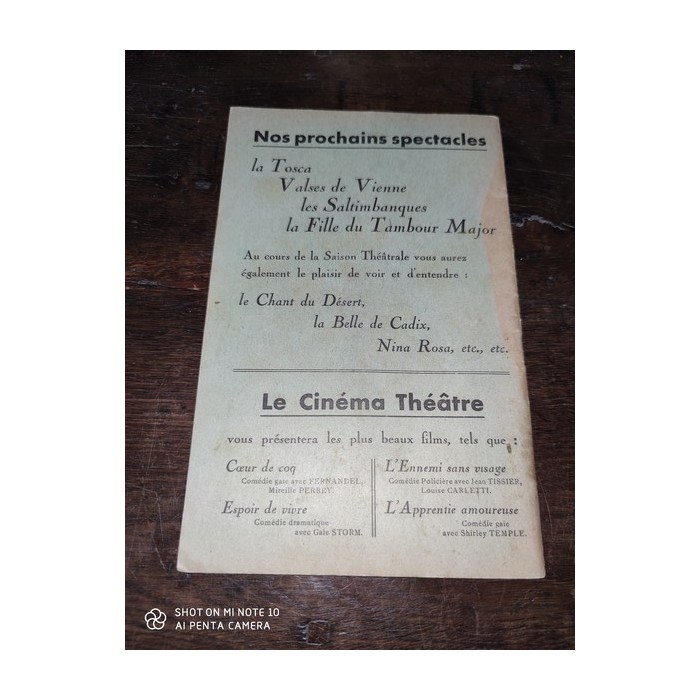 Nos prochains spectacles
la Tosca
Valses de Vienne
les Saltimbanques
la Fille du Tambour Major
Au cours de la Saison Théâtrale vous aurez
également le plaisir de voir et d'entendre :
le Chant du Désert,
la Belle de Cadix,
Nina Rosa, etc., etc.
Le Cinéma Théâtre
vous présentera les plus beaux films, tels que :
Cœur de coq
Comédie gaie avec FERNANDEL,
Mireille PERREY.
Espoir de vivre
Comédie dramatique
avec Gale STORM.
L'Ennemi sans visage
Comédie Policière avec Jean TISSIER,
Louise CARLETTI.
L'Apprentie amoureuse
Comédie gaie
avec Shirley TEMPLE.
SHOT ON MI NOTE 10
AI PENTA CAMERA